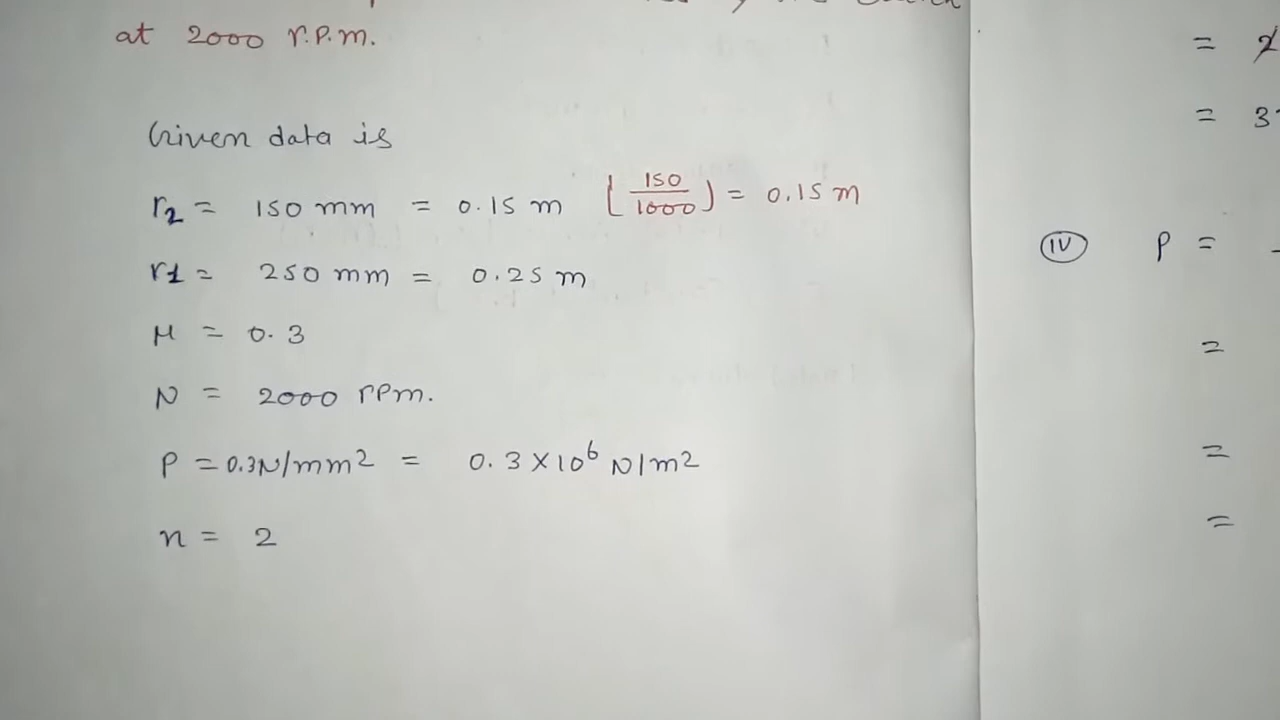 at 2000 r.p.m.
Given data is
r2 = 150 mm = 0.15 m (150/1000) = 0.15 m
r1 = 250 mm = 0.25 m
μ = 0.3
N = 2000 rpm.
P = 0.3N/mm2 = 0.3 × 10^6 N/m2
n = 2
=
= 3
IV P =
=
=
=